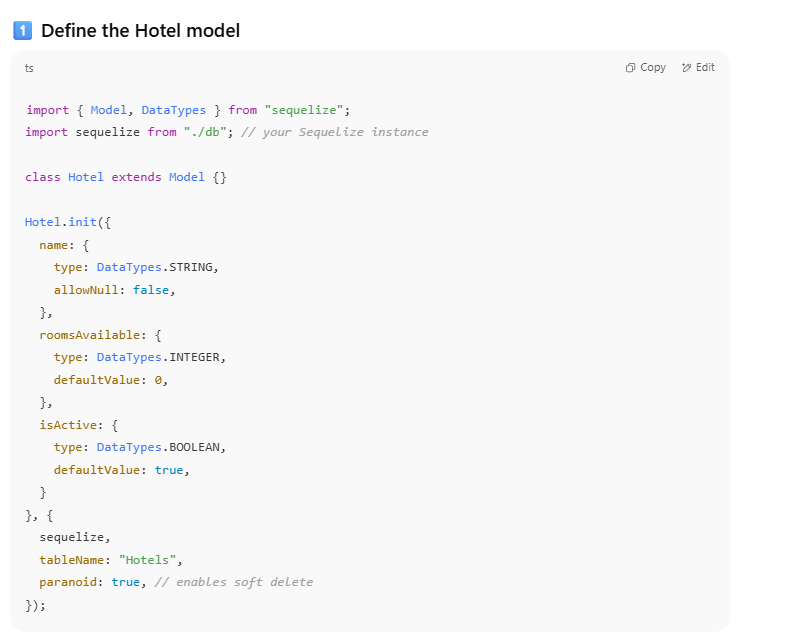 1 Define the Hotel model
ts Copy Edit
import { Model, DataTypes } from "sequelize";
import sequelize from "./db"; // your Sequelize instance
class Hotel extends Model {}
Hotel.init({
  name: {
    type: DataTypes.STRING,
    allowNull: false,
  },
  roomsAvailable: {
    type: DataTypes.INTEGER,
    defaultValue: 0,
  },
  isActive: {
    type: DataTypes.BOOLEAN,
    defaultValue: true,
  }
}, {
  sequelize,
  tableName: "Hotels",
  paranoid: true, // enables soft delete
});